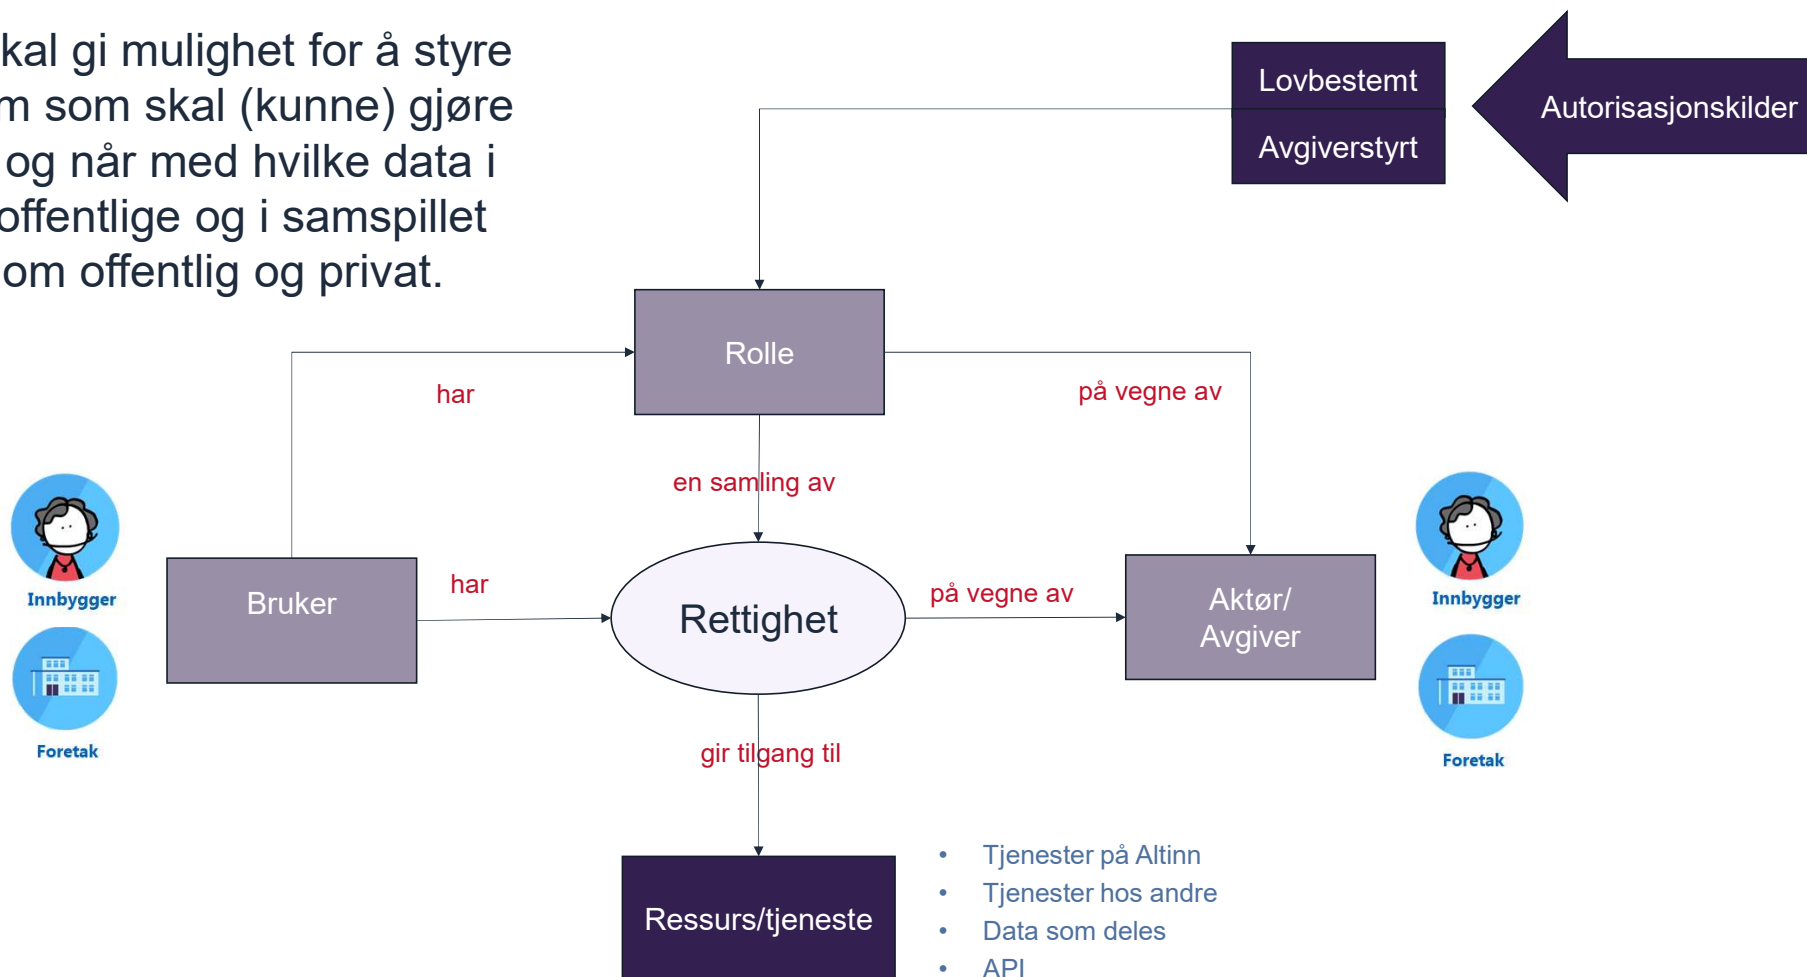 kal gi mulighet for å styre
m som skal (kunne) gjøre
og når med hvilke data i
offentlige og i samspillet
om offentlig og privat.
Lovbestemt
Avgiverstyrt
Autorisasjonskilder
Rolle
har
på vegne av
en samling av
Innbygger
Foretak
Bruker
har
Rettighet
på vegne av
Aktør/
Avgiver
Innbygger
Foretak
gir tilgang til
Ressurs/tjeneste
• Tjenester på Altinn
• Tjenester hos andre
• Data som deles
• API